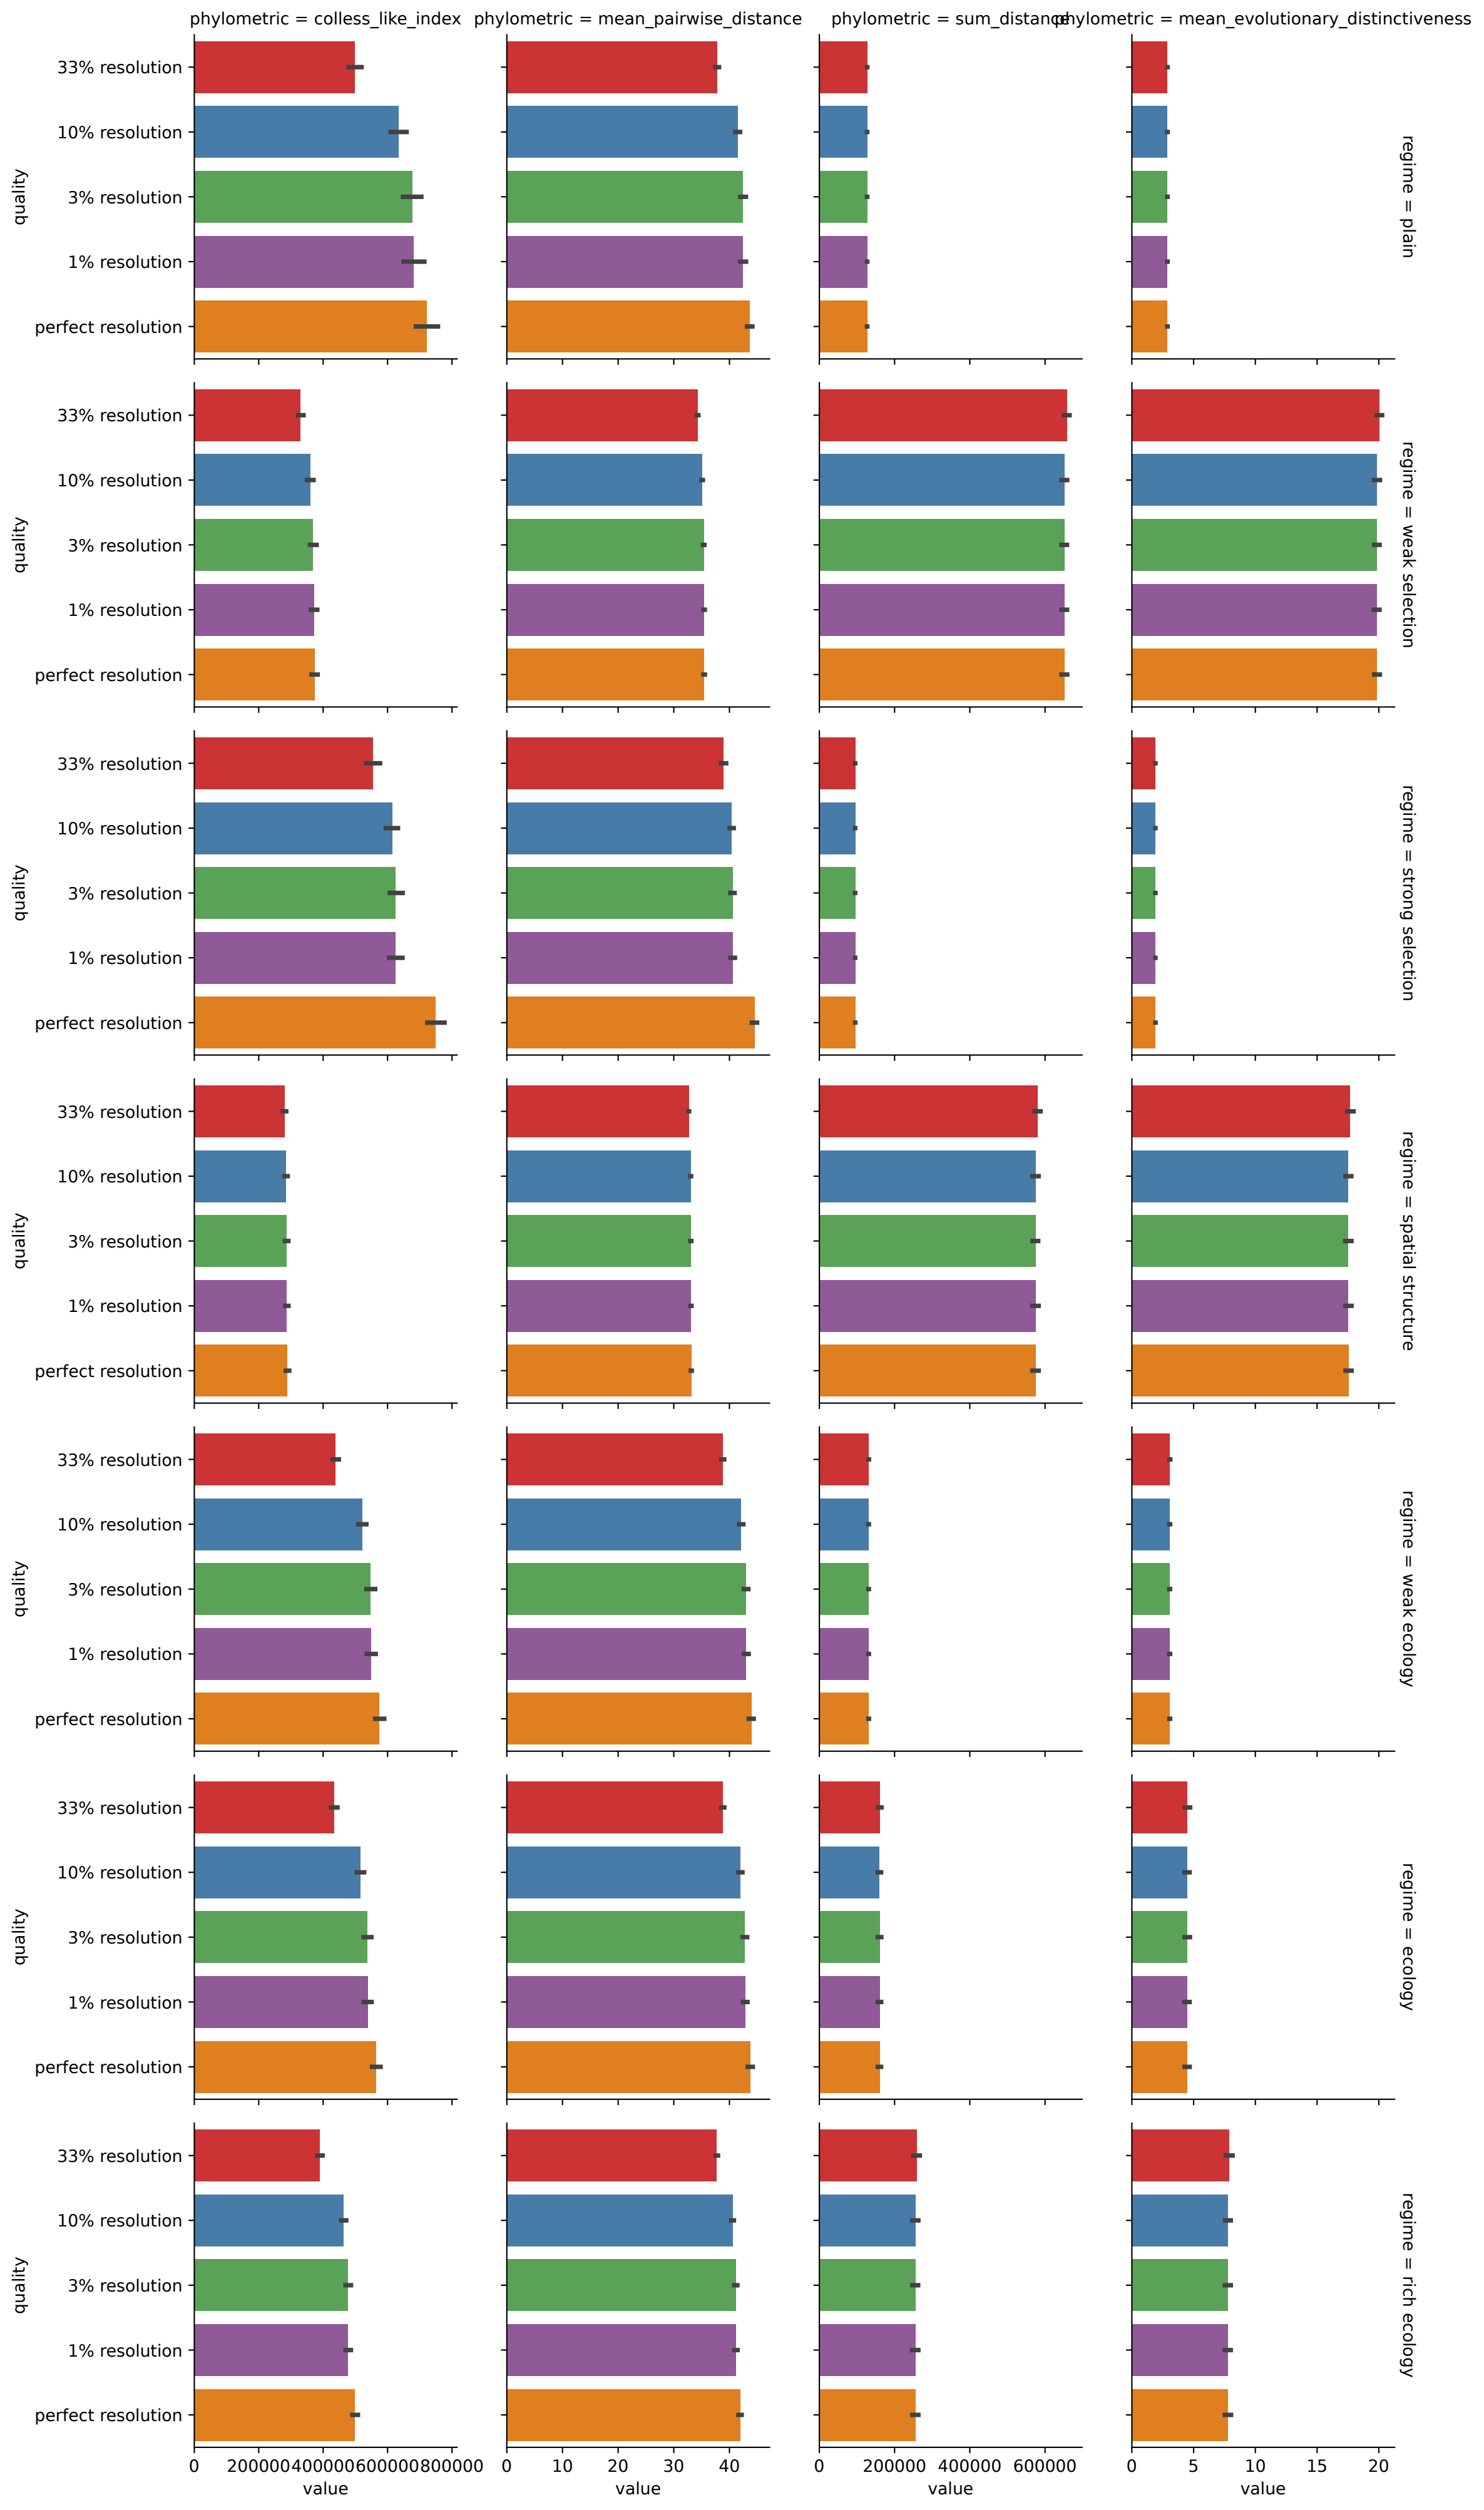 phylometric = colless_like_index
phylometric = mean_pairwise_distance
phylometric = sum_distance
phylometric = mean_evolutionary_distinctiveness
quality
33% resolution
10% resolution
3% resolution
1% resolution
perfect resolution
regime = plain
quality
33% resolution
10% resolution
3% resolution
1% resolution
perfect resolution
regime = weak selection
quality
33% resolution
10% resolution
3% resolution
1% resolution
perfect resolution
regime = strong selection
quality
33% resolution
10% resolution
3% resolution
1% resolution
perfect resolution
regime = spatial structure
quality
33% resolution
10% resolution
3% resolution
1% resolution
perfect resolution
regime = weak ecology
quality
33% resolution
10% resolution
3% resolution
1% resolution
perfect resolution
regime = ecology
quality
33% resolution
10% resolution
3% resolution
1% resolution
perfect resolution
regime = rich ecology
0 200000 400000 600000 800000
value
0 10 20 30 40
value
0 200000 400000 600000
value
0 5 10 15 20
value